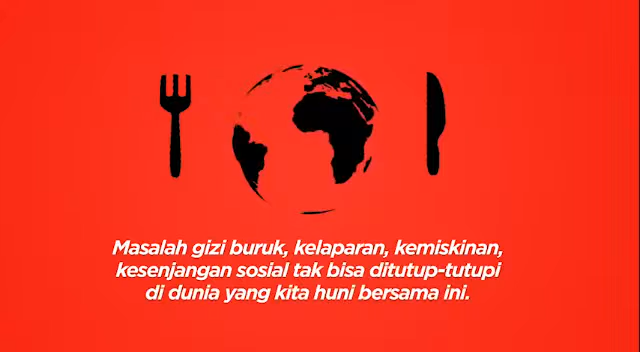 Masalah gizi buruk, kelaparan, kemiskinan,
kesenjangan sosial tak bisa ditutup-tutupi
di dunia yang kita huni bersama ini.